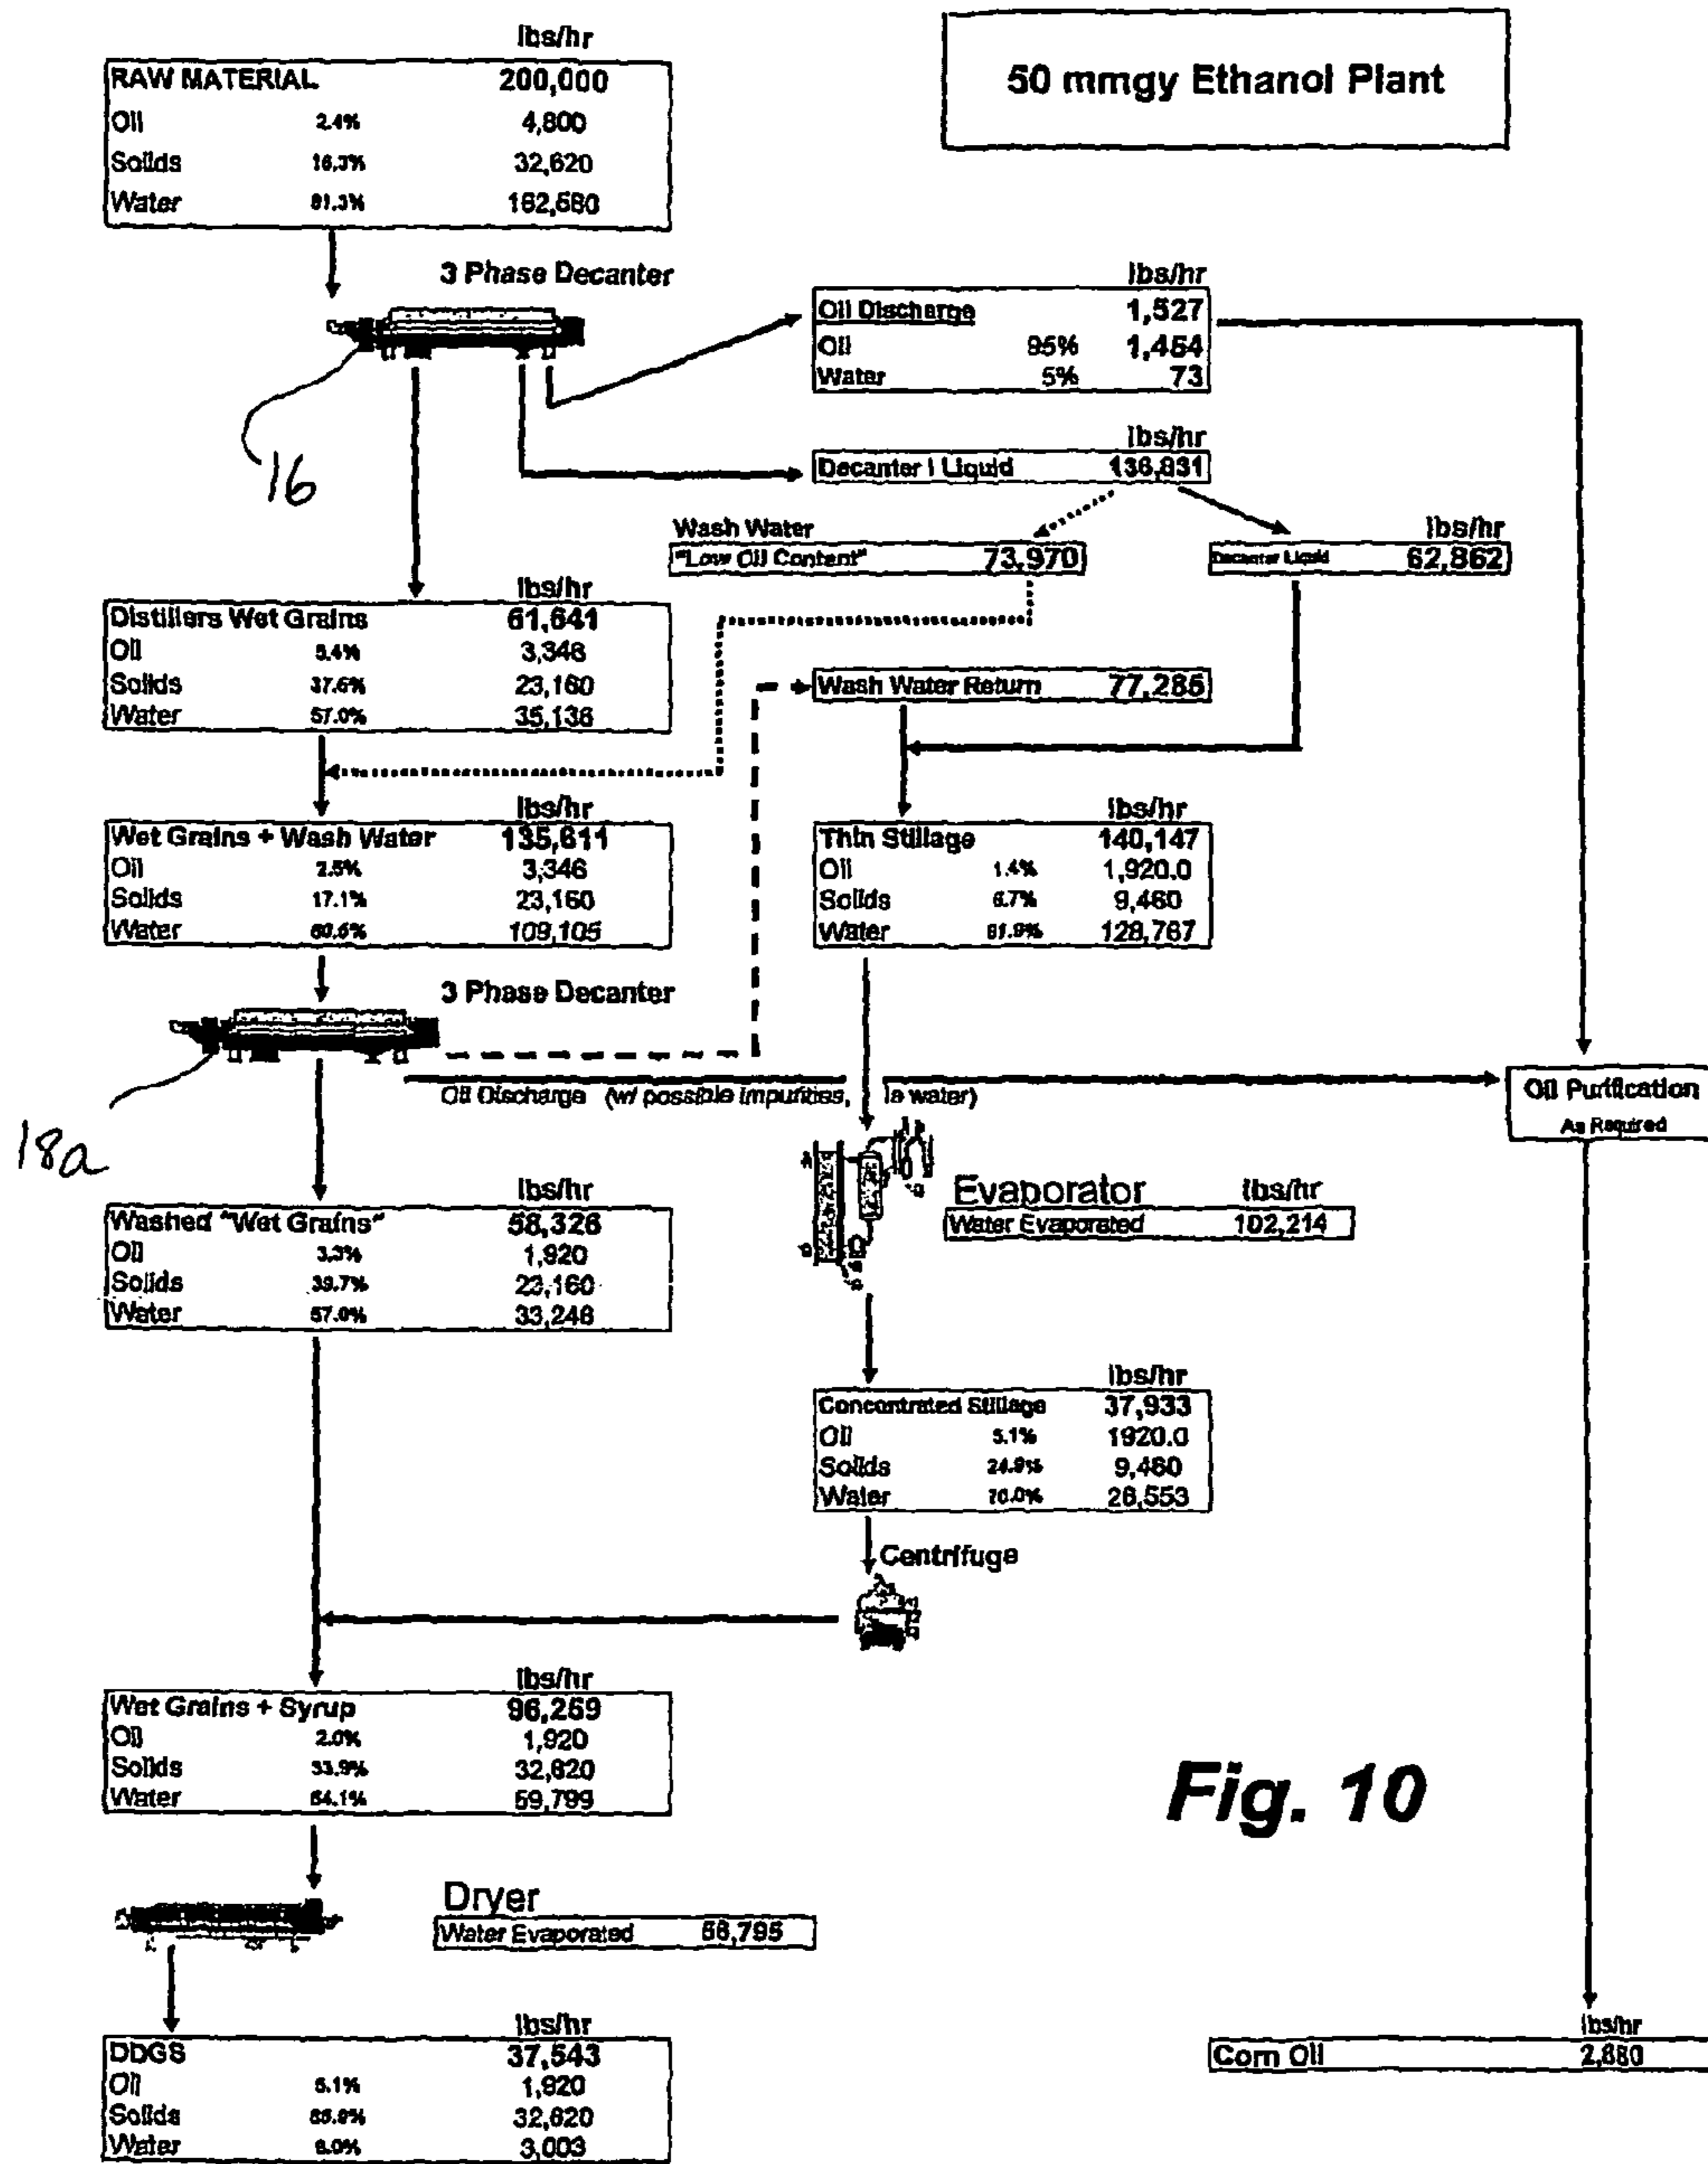 50 mmgy Ethanol Plant
lbs/hr
RAW MATERIAL 200,000
Oil 2.4% 4,800
Solids 16.3% 32,620
Water 81.3% 162,580
3 Phase Decanter
16
lbs/hr
Oil Discharge 1,527
Oil 95% 1,454
Water 5% 73
lbs/hr
Decanter I Liquid 136,831
Wash Water
"Low Oil Content" 73,970
lbs/hr
Decanter Liquid 62,862
lbs/hr
Distillers Wet Grains 61,641
Oil 5.4% 3,346
Solids 37.6% 23,160
Water 57.0% 35,136
Wash Water Return 77,285
lbs/hr
Wet Grains + Wash Water 135,611
Oil 2.5% 3,346
Solids 17.1% 23,160
Water 80.5% 109,105
lbs/hr
Thin Stillage 140,147
Oil 1.4% 1,920.0
Solids 6.7% 9,460
Water 91.9% 128,767
3 Phase Decanter
18a
Oil Discharge (w/ possible impurities, ie water)
Oil Purification
As Required
Evaporator lbs/hr
Water Evaporated 102,214
lbs/hr
Washed "Wet Grains" 58,326
Oil 3.3% 1,920
Solids 39.7% 23,160
Water 57.0% 33,246
lbs/hr
Concentrated Stillage 37,933
Oil 5.1% 1920.0
Solids 24.9% 9,460
Water 70.0% 26,553
Centrifuge
lbs/hr
Wet Grains + Syrup 96,259
Oil 2.0% 1,920
Solids 33.9% 32,620
Water 64.1% 59,799
Fig. 10
Dryer
Water Evaporated 56,795
lbs/hr
DDGS 37,543
Oil 5.1% 1,920
Solids 86.9% 32,620
Water 8.0% 3,003
lbs/hr
Corn Oil 2,880